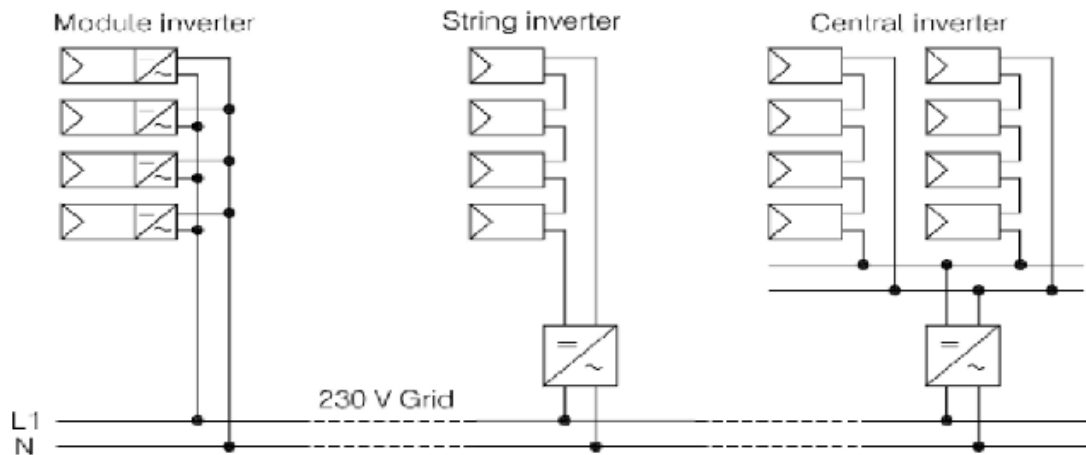 Module inverter
String inverter
Central inverter
230 V Grid
L1
N